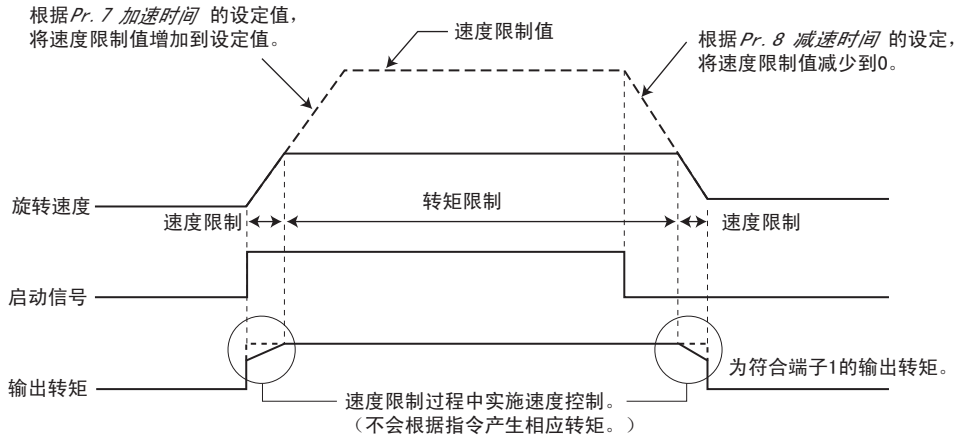 根据Pr. 7 加速时间 的设定值，
将速度限制值增加到设定值。
速度限制值
根据Pr. 8 减速时间 的设定，
将速度限制值减少到0。
旋转速度
速度限制
转矩限制
速度限制
启动信号
输出转矩
为符合端子1的输出转矩。
速度限制过程中实施速度控制。
（不会根据指令产生相应转矩。）